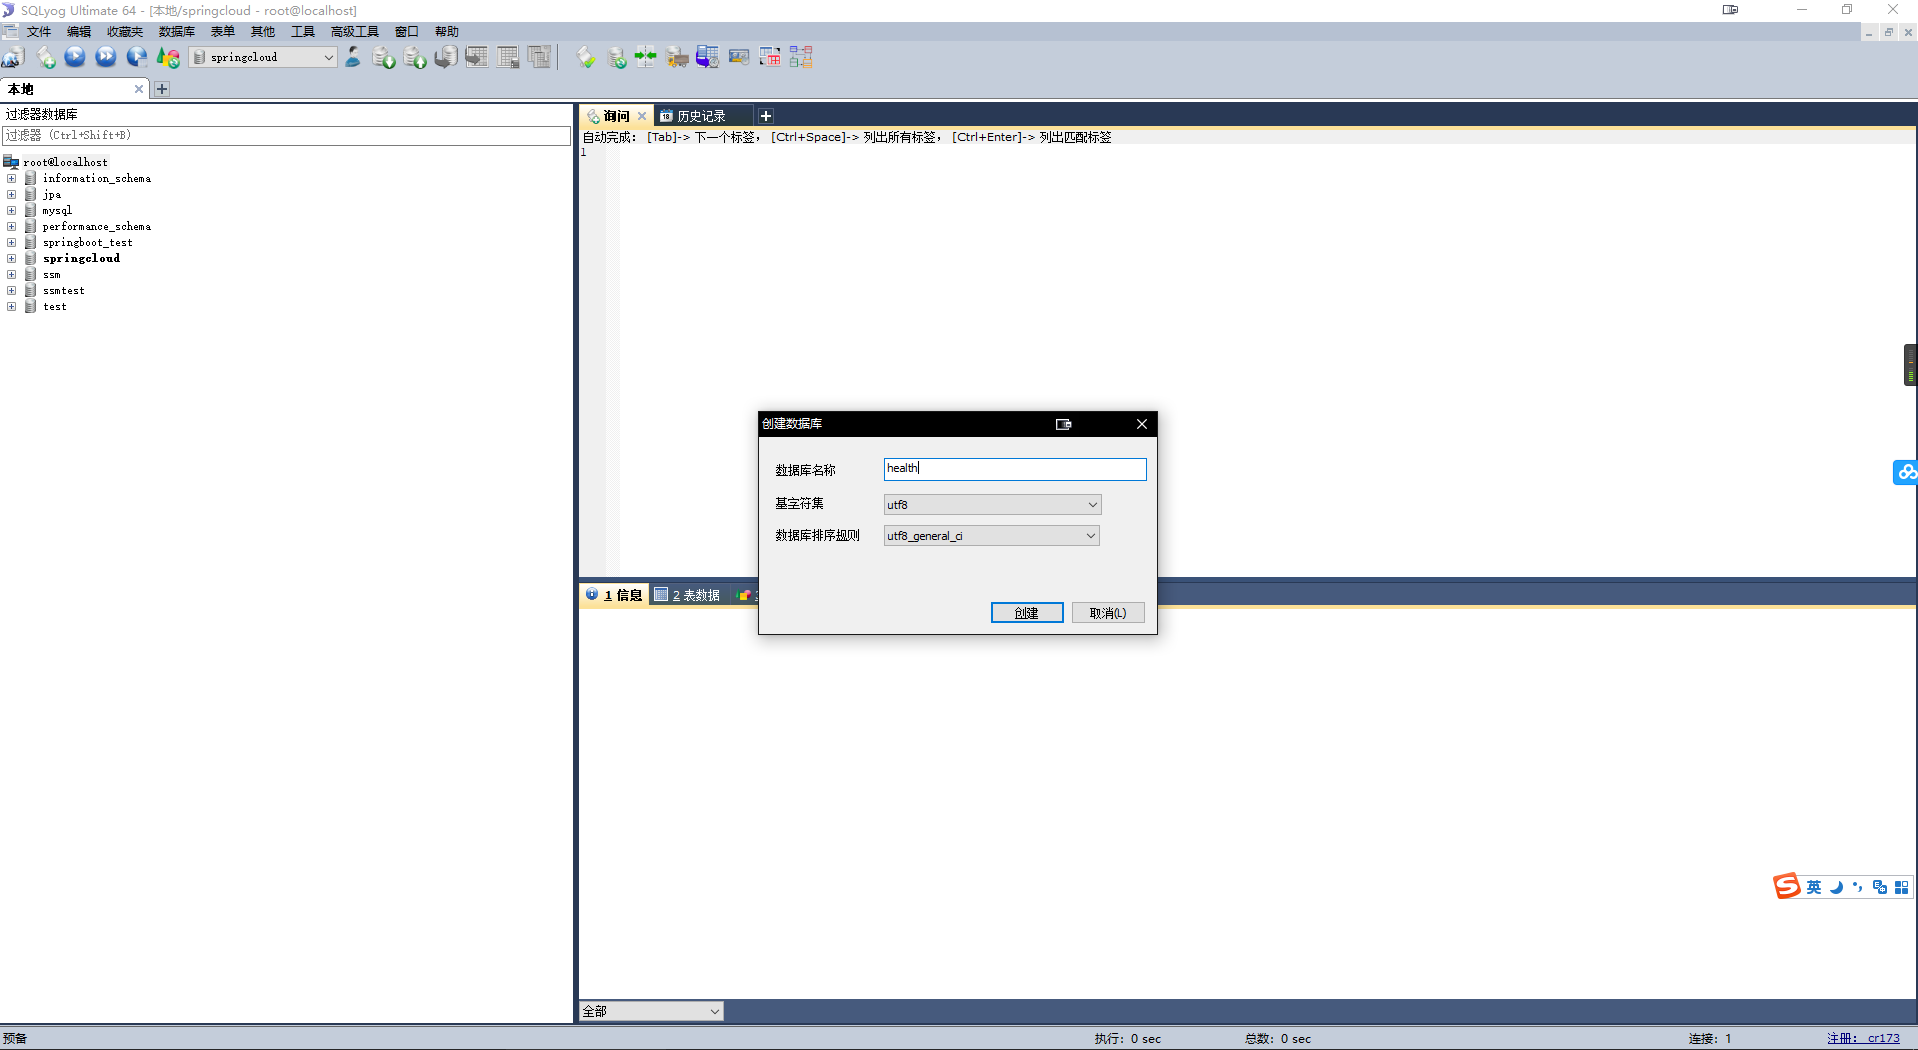 SQLyog Ultimate 64 - [本地/springcloud - root@localhost]
文件 编辑 收藏夹 数据库 表单 其他 工具 高级工具 窗口 帮助
springcloud
本地
过滤器数据库
过滤器 (Ctrl+Shift+B)
root@localhost
information_schema
jpa
mysql
performance_schema
springboot_test
springcloud
ssm
ssmtest
test
询问 历史记录
自动完成: [Tab]-> 下一个标签, [Ctrl+Space]-> 列出所有标签, [Ctrl+Enter]-> 列出匹配标签
1
创建数据库
数据库名称 health
基字符集 utf8
数据库排序规则 utf8_general_ci
创建 取消(L)
1 信息 2 表数据
英
全部
预备 执行: 0 sec 总数: 0 sec 连接: 1 注册: cr173